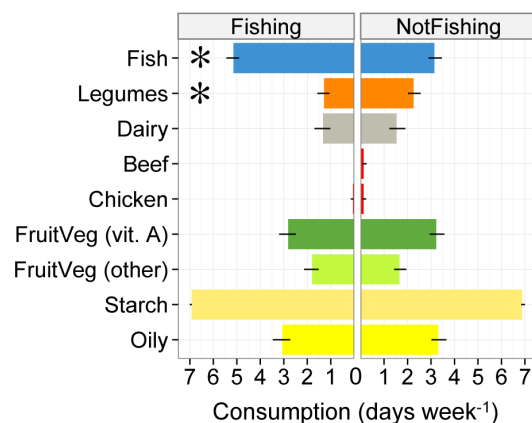 Fishing NotFishing
Fish *
Legumes *
Dairy
Beef
Chicken
FruitVeg (vit. A)
FruitVeg (other)
Starch
Oily
7 6 5 4 3 2 1 0 1 2 3 4 5 6 7
Consumption (days week⁻¹)